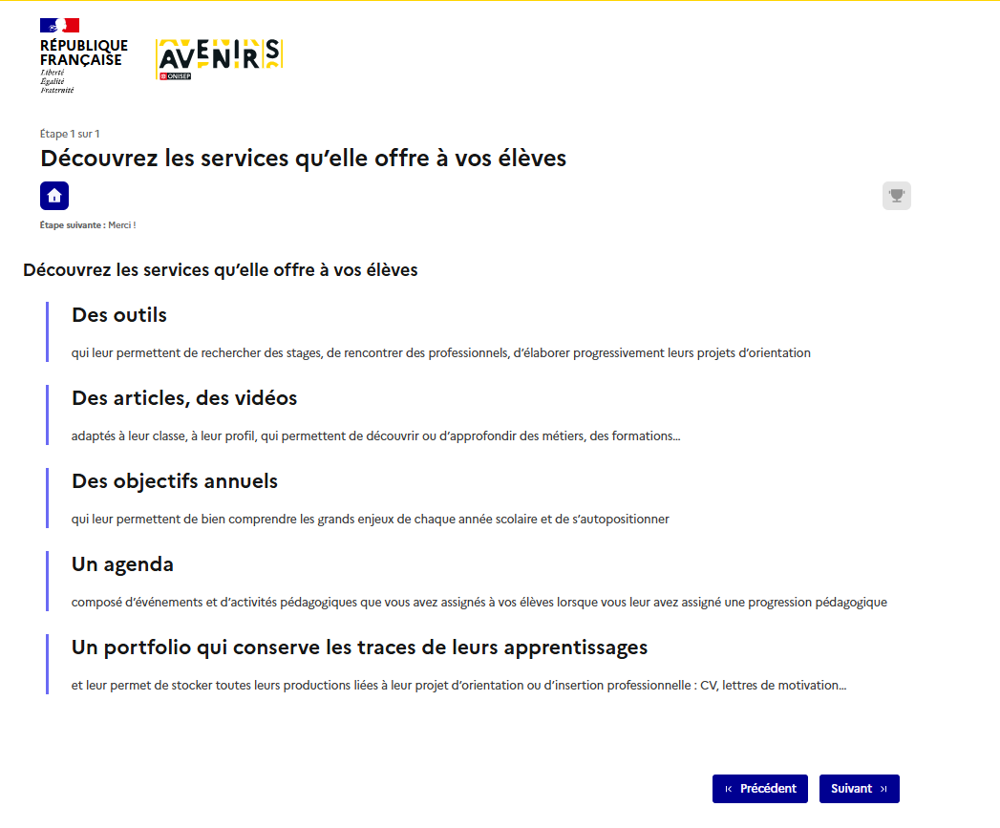 RÉPUBLIQUE
FRANÇAISE
Liberté
Égalité
Fraternité
AVENIRS
ONISEP
Étape 1 sur 1
Découvrez les services qu’elle offre à vos élèves
Étape suivante : Merci !
Découvrez les services qu’elle offre à vos élèves
Des outils
qui leur permettent de rechercher des stages, de rencontrer des professionnels, d’élaborer progressivement leurs projets d’orientation
Des articles, des vidéos
adaptés à leur classe, à leur profil, qui permettent de découvrir ou d’approfondir des métiers, des formations…
Des objectifs annuels
qui leur permettent de bien comprendre les grands enjeux de chaque année scolaire et de s’autopositionner
Un agenda
composé d’événements et d’activités pédagogiques que vous avez assignés à vos élèves lorsque vous leur avez assigné une progression pédagogique
Un portfolio qui conserve les traces de leurs apprentissages
et leur permet de stocker toutes leurs productions liées à leur projet d’orientation ou d’insertion professionnelle : CV, lettres de motivation…
Précédent
Suivant